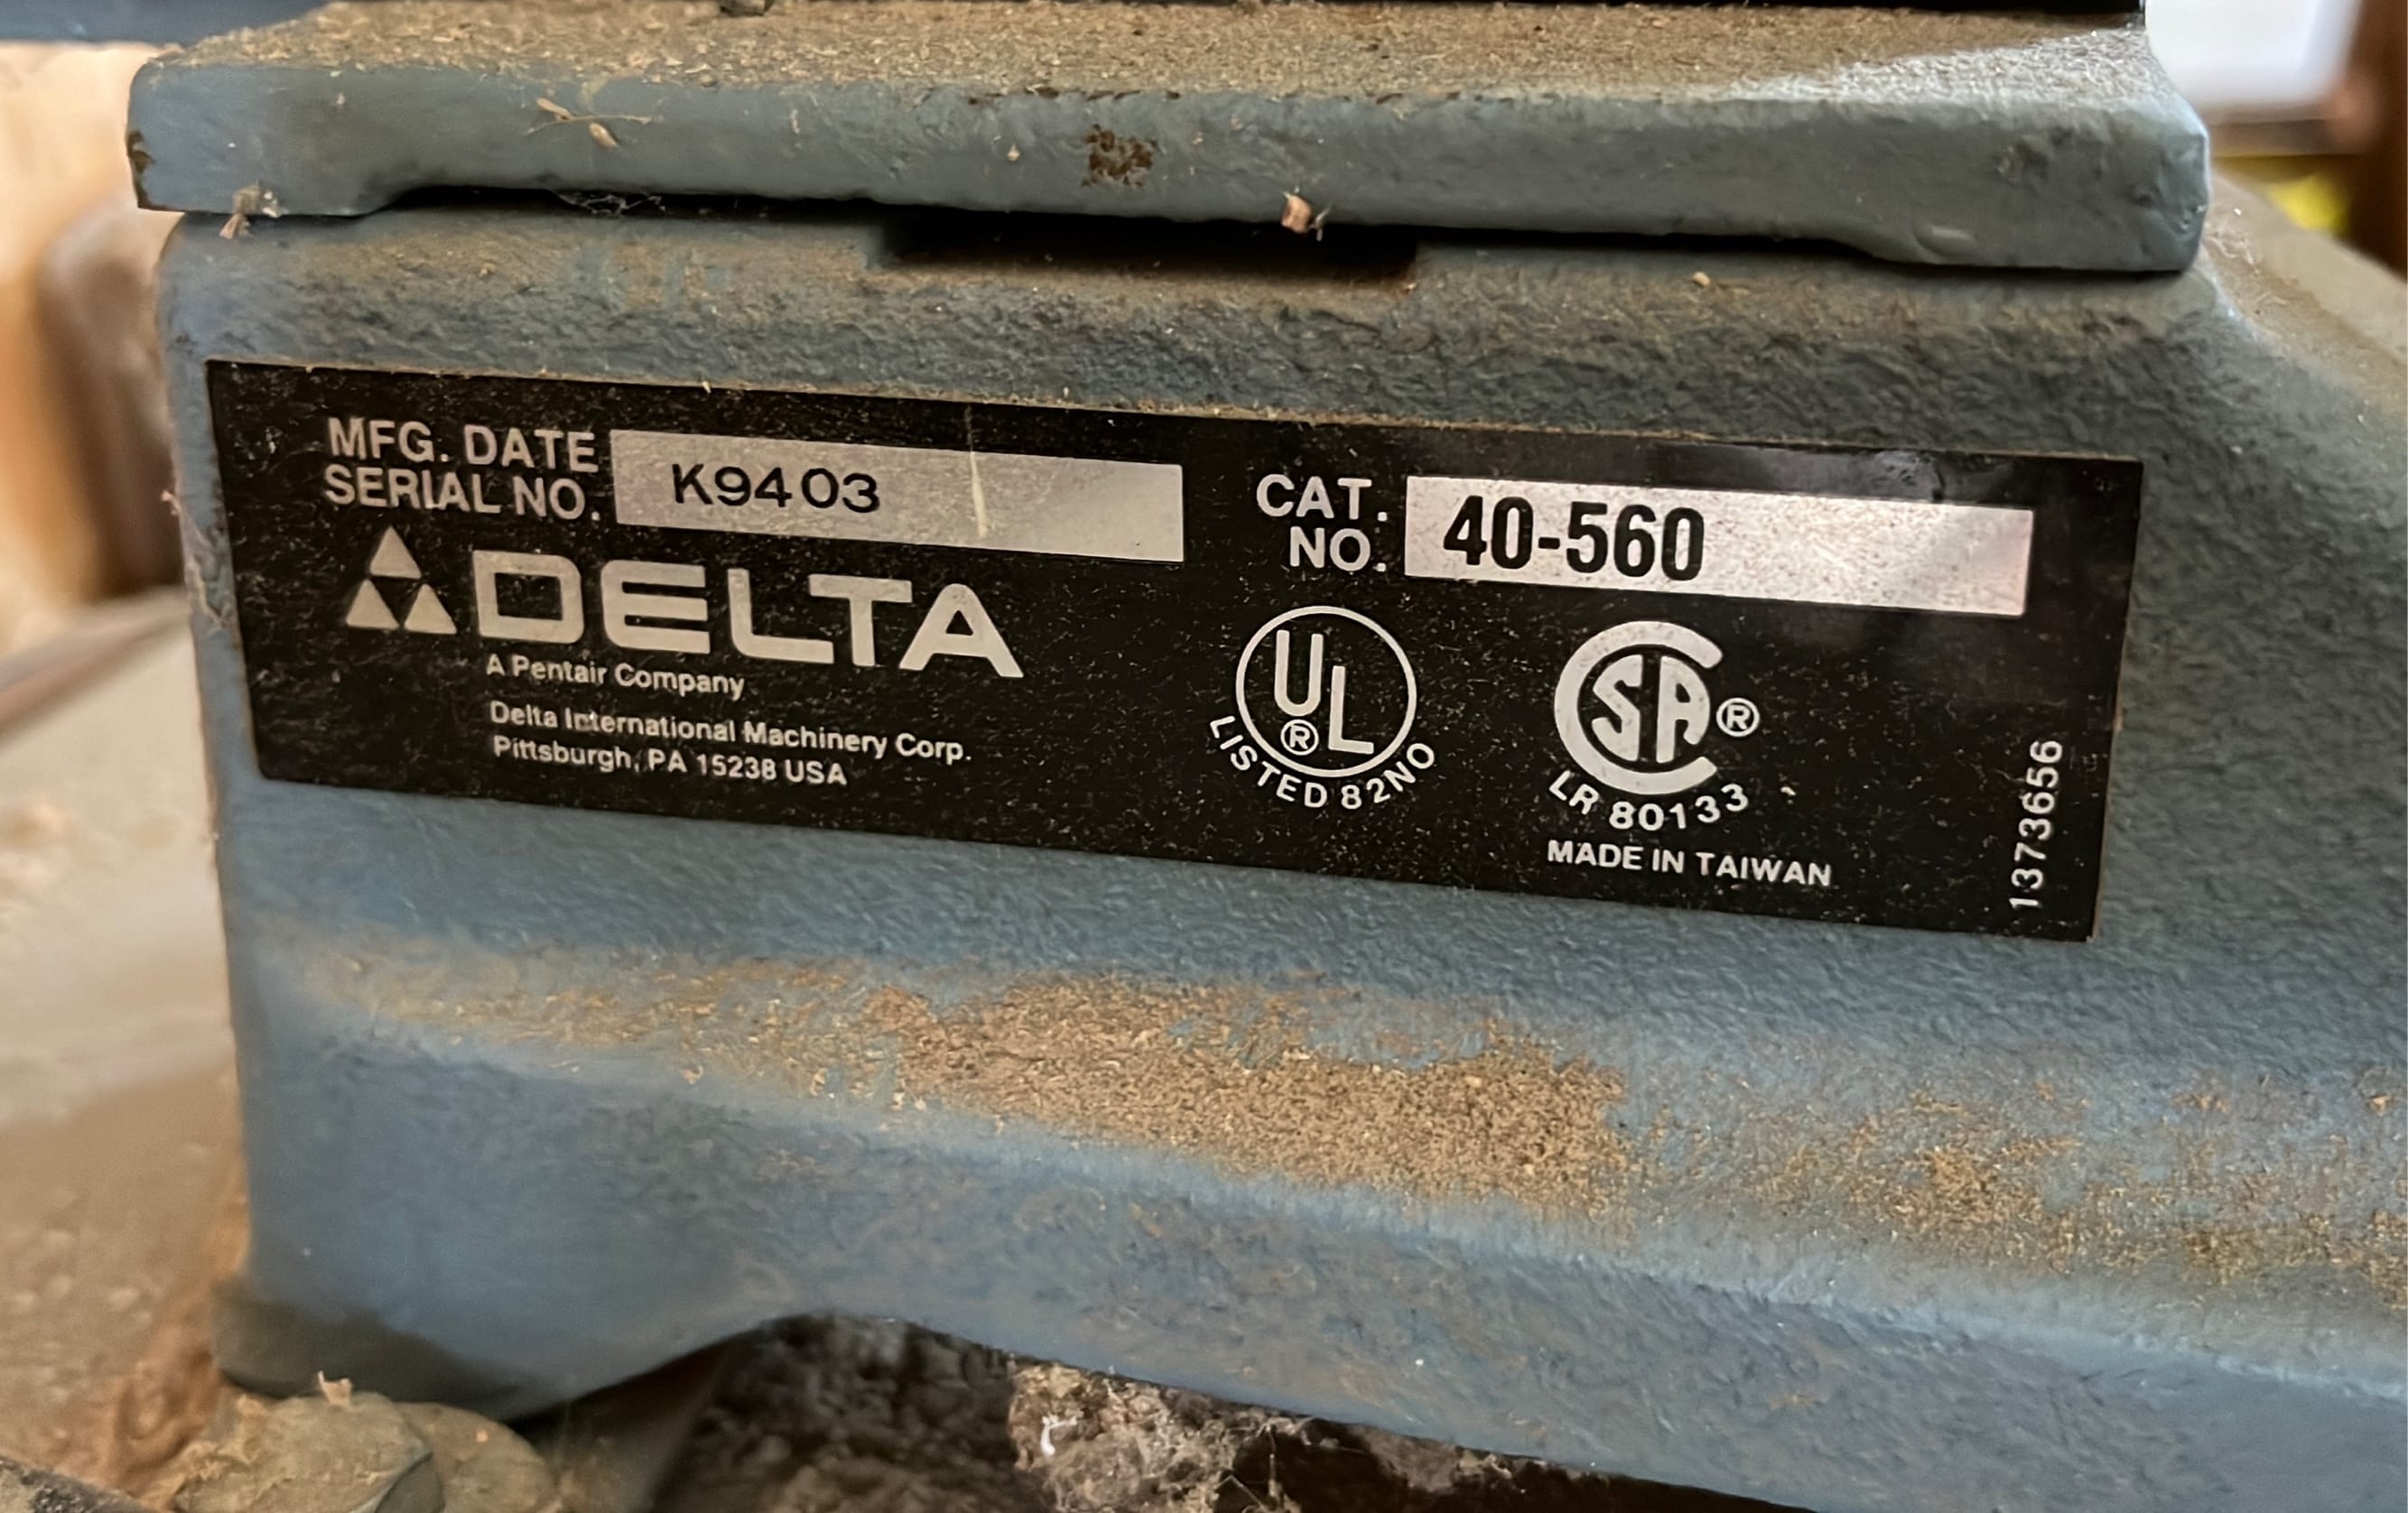 MFG. DATE
SERIAL NO.
K9403
DELTA
A Pentair Company
Delta International Machinery Corp.
Pittsburgh, PA 15238 USA
CAT.
NO.
40-560
UL
®
LISTED 82NO
CSA®
LR 80133
MADE IN TAIWAN
1373656